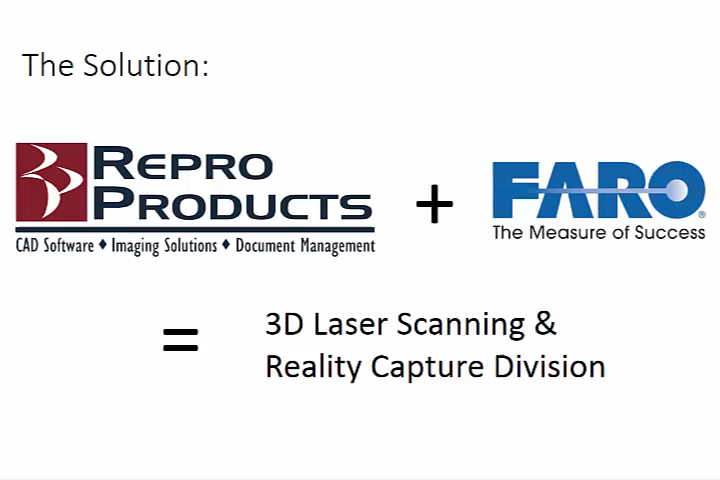 The Solution:
REPRO
PRODUCTS
CAD Software ♦ Imaging Solutions ♦ Document Management
+
FARO®
The Measure of Success
=
3D Laser Scanning &
Reality Capture Division